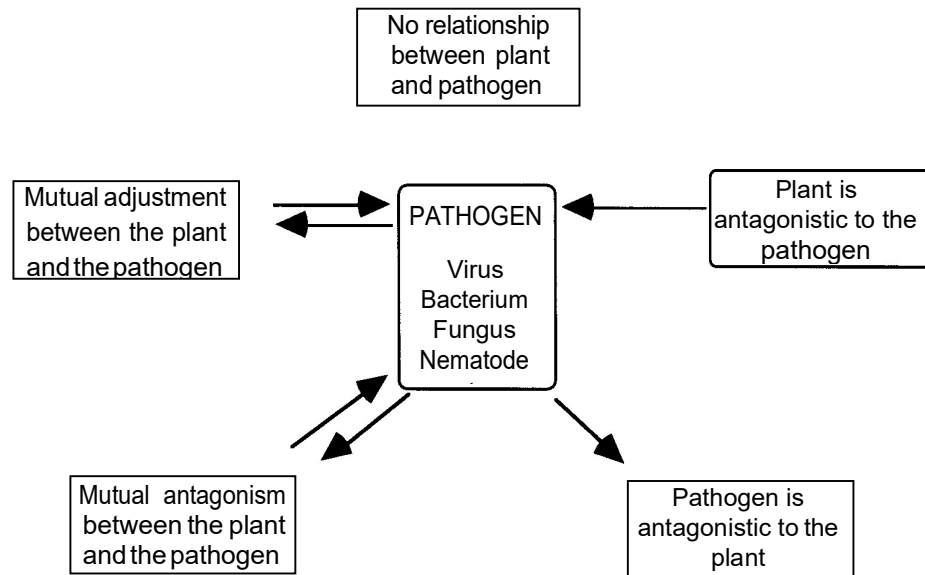 No relationship
between plant
and pathogen
Mutual adjustment
between the plant
and the pathogen
PATHOGEN
Virus
Bacterium
Fungus
Nematode
Plant is
antagonistic to the
pathogen
Mutual antagonism
between the plant
and the pathogen
Pathogen is
antagonistic to the
plant